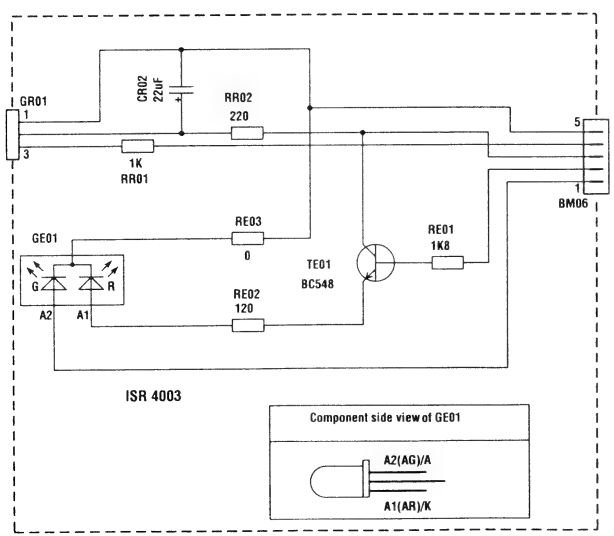 GR01
1
3
CR02
22uF
+
RR02
220
1K
RR01
5
1
BM06
GE01
RE03
0
G
R
A2
A1
RE02
120
TE01
BC548
RE01
1K8
ISR 4003
Component side view of GE01
A2(AG)/A
A1(AR)/K